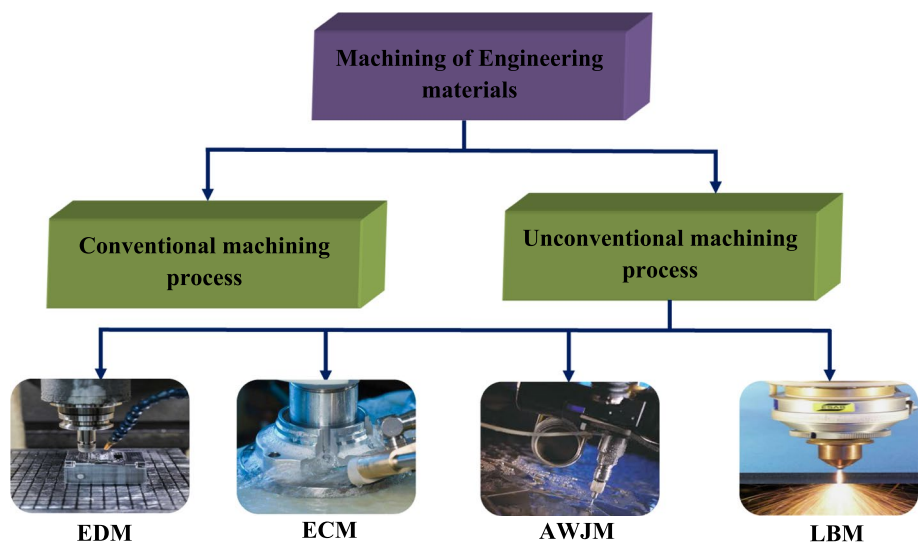 Machining of Engineering
materials
Conventional machining
process
Unconventional machining
process
EDM
ECM
AWJM
LBM